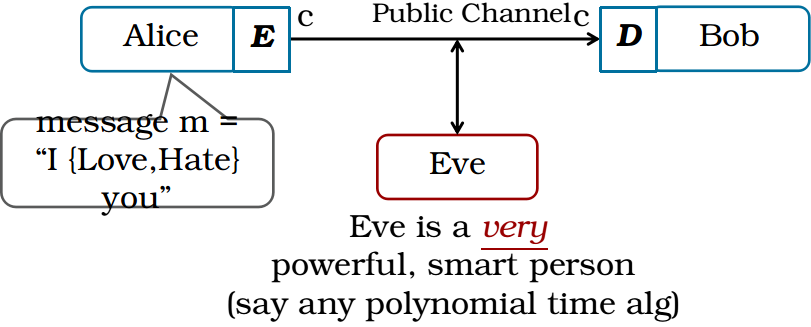 Public Channel
Alice E c c D Bob
message m =
“I {Love,Hate}
you”
Eve
Eve is a very
powerful, smart person
(say any polynomial time alg)